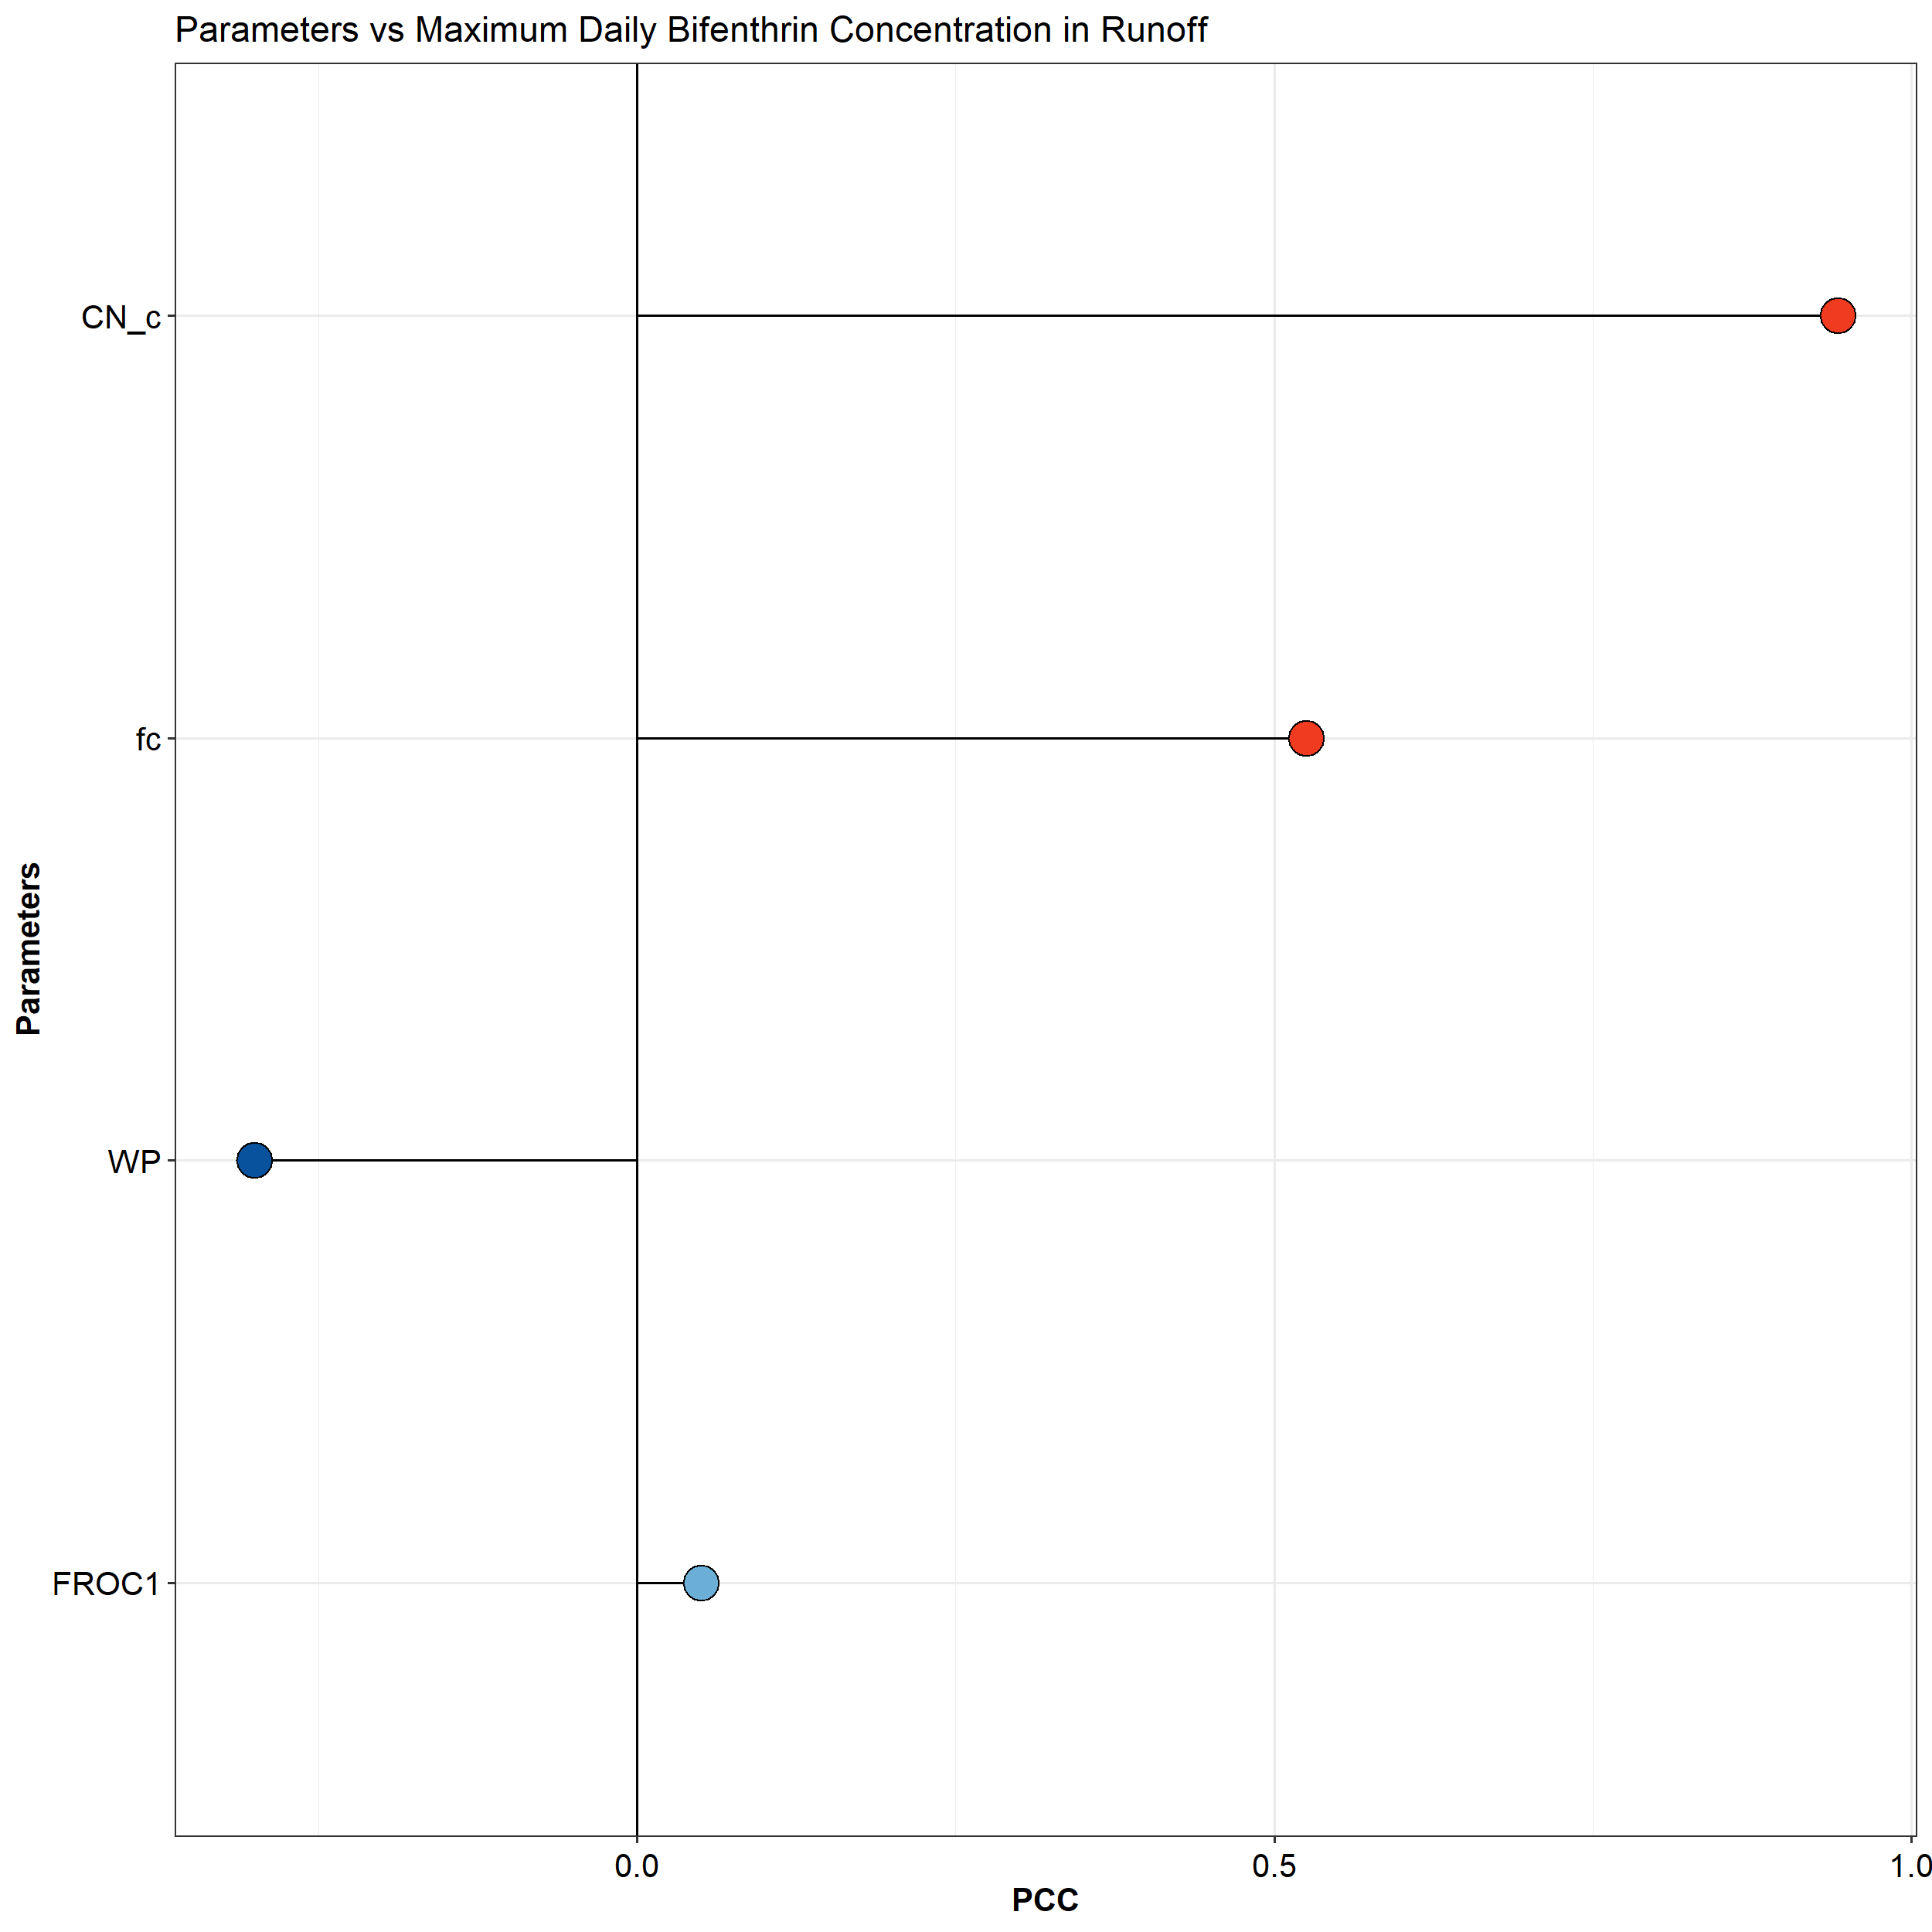 Parameters vs Maximum Daily Bifenthrin Concentration in Runoff
CN_c
fc
WP
FROC1
Parameters
0.0
0.5
1.0
PCC